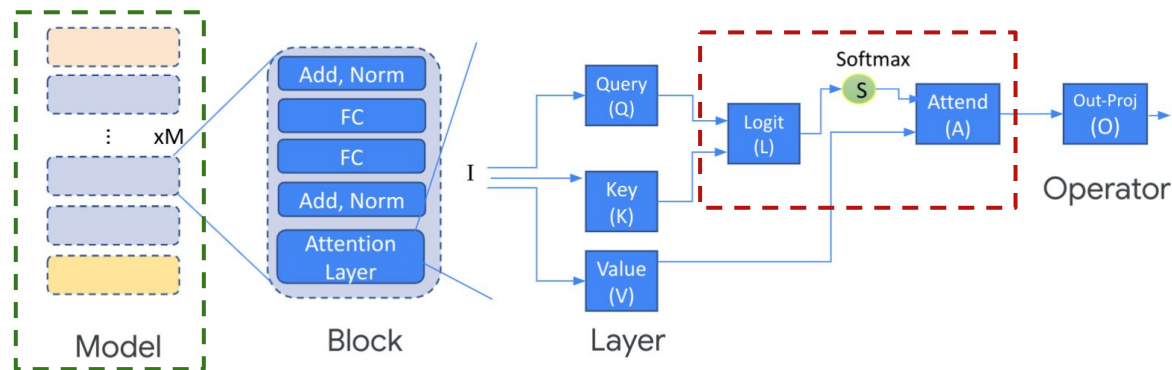 ⋮ xM
Model
Add, Norm
FC
FC
Add, Norm
Attention
Layer
Block
I
Query
(Q)
Key
(K)
Value
(V)
Layer
Logit
(L)
Softmax
S
Attend
(A)
Out-Proj
(O)
Operator